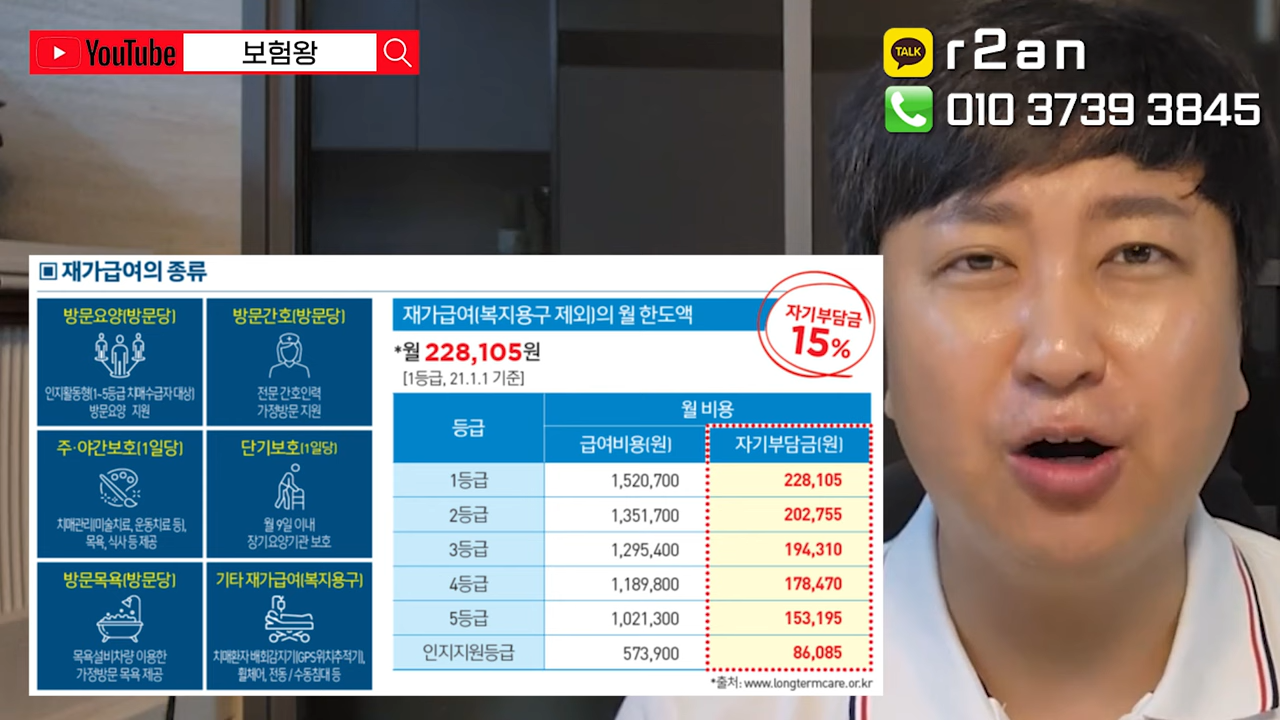 YouTube 보험왕
TALK r2an
010 3739 3845
재가급여의 종류
방문요양(방문당)
인지활동형(1~5등급 치매수급자 대상)
방문요양 지원
방문간호(방문당)
전문 간호인력
가정방문 지원
주·야간보호(1일당)
치매관리(미술치료, 운동치료 등),
목욕, 식사 등 제공
단기보호(1일당)
월 9일 이내
장기요양기관 보호
방문목욕(방문당)
목욕설비차량 이용한
가정방문 목욕 제공
기타 재가급여(복지용구)
치매환자 배회감지기(GPS위치추적기),
휠체어, 전동 / 수동침대 등
재가급여(복지용구 제외)의 월 한도액
자기부담금
15%
*월 228,105원
[1등급, 21.1.1 기준]
등급 월 비용
급여비용(원) 자기부담금(원)
1등급 1,520,700 228,105
2등급 1,351,700 202,755
3등급 1,295,400 194,310
4등급 1,189,800 178,470
5등급 1,021,300 153,195
인지지원등급 573,900 86,085
*출처: www.longtermcare.or.kr